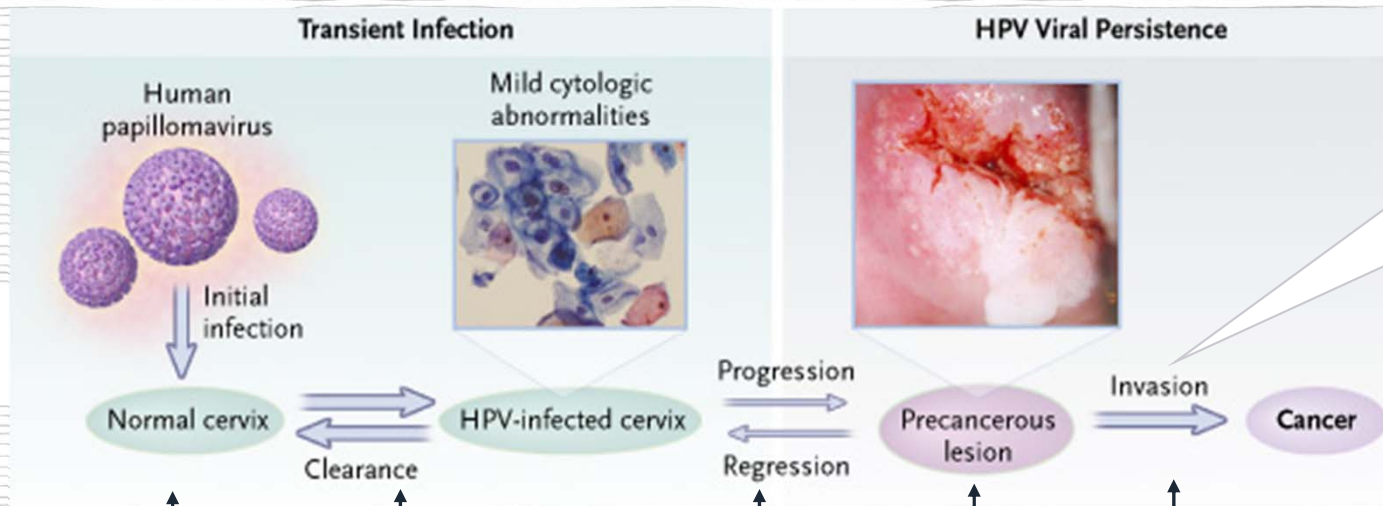 Transient Infection
HPV Viral Persistence
Human
papillomavirus
Mild cytologic
abnormalities
Initial
infection
Normal cervix
Clearance
HPV-infected cervix
Progression
Regression
Precancerous
lesion
Invasion
Cancer